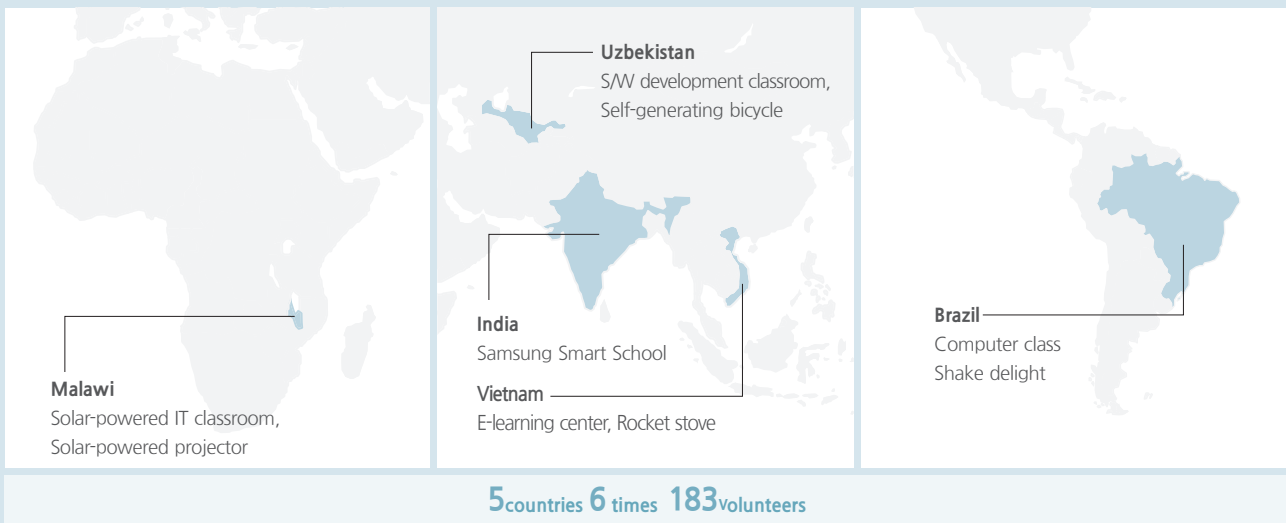 Uzbekistan
S/W development classroom,
Self-generating bicycle
India
Samsung Smart School
Vietnam
E-learning center, Rocket stove
Malawi
Solar-powered IT classroom,
Solar-powered projector
Brazil
Computer class
Shake delight
5countries 6 times 183Volunteers